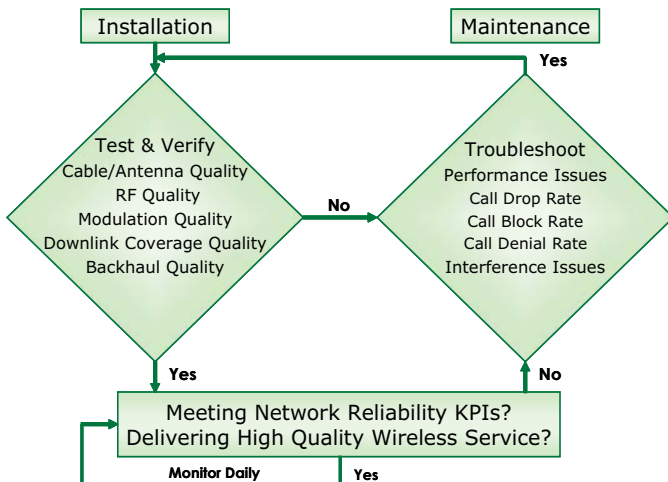 Installation
Maintenance
Yes
Test & Verify
Cable/Antenna Quality
RF Quality
Modulation Quality
Downlink Coverage Quality
Backhaul Quality
No
Troubleshoot
Performance Issues
Call Drop Rate
Call Block Rate
Call Denial Rate
Interference Issues
Yes
No
Meeting Network Reliability KPIs?
Delivering High Quality Wireless Service?
Monitor Daily
Yes